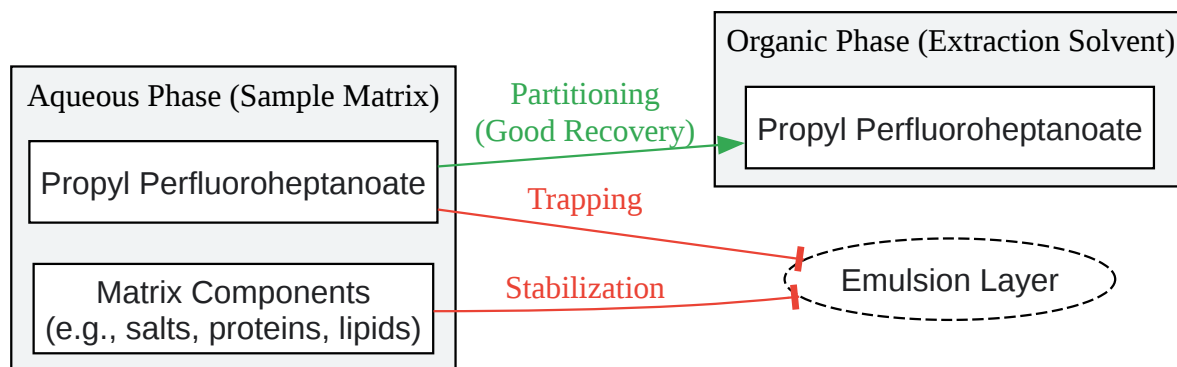 Organic Phase (Extraction Solvent)
Propyl Perfluoroheptanoate
Aqueous Phase (Sample Matrix)
Propyl Perfluoroheptanoate
Matrix Components
(e.g., salts, proteins, lipids)
Partitioning
(Good Recovery)
Trapping
Stabilization
Emulsion Layer